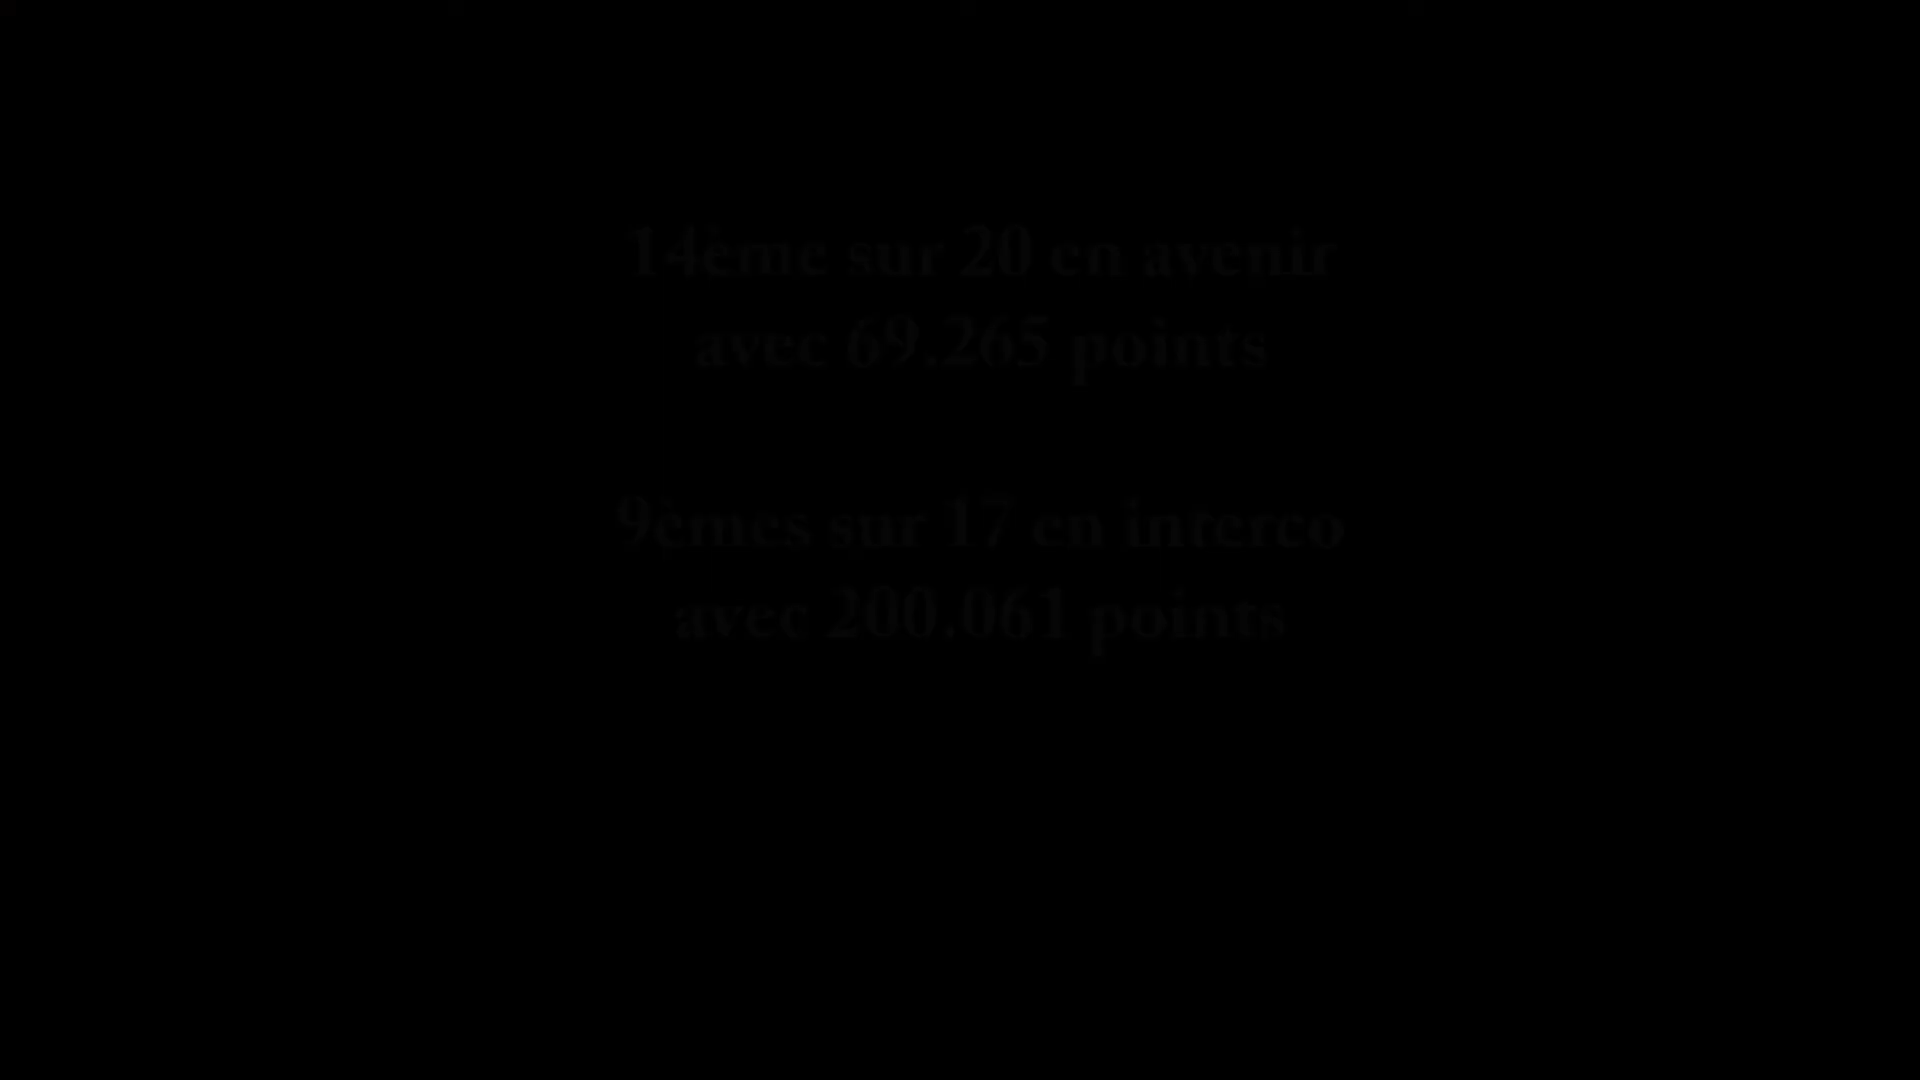 14ème sur 20 en avenir
avec 69.265 points
9èmes sur 17 en interco
avec 200.061 points